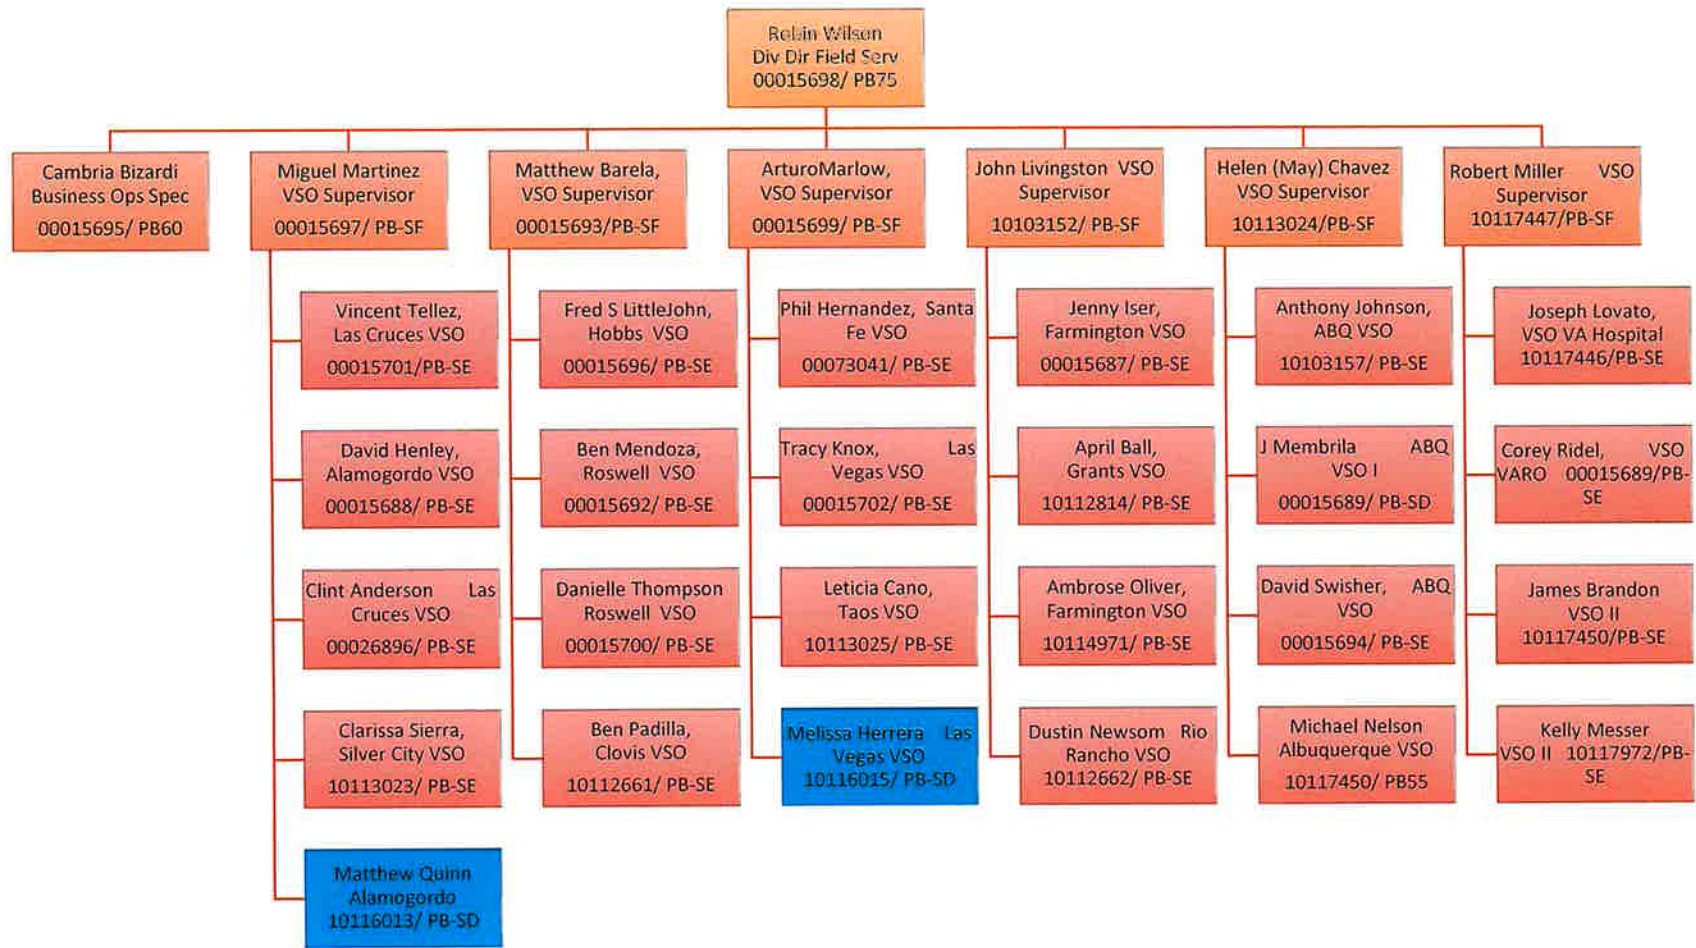 Robin Wilson
Div Dir Field Serv
00015698/ PB75
Cambria Bizardi
Business Ops Spec
00015695/ PB60
Miguel Martinez
VSO Supervisor
00015697/ PB-SF
Matthew Barela,
VSO Supervisor
00015693/PB-SF
ArturoMarlow,
VSO Supervisor
00015699/ PB-SF
John Livingston VSO
Supervisor
10103152/ PB-SF
Helen (May) Chavez
VSO Supervisor
10113024/PB-SF
Robert Miller VSO
Supervisor
10117447/PB-SF
Vincent Tellez,
Las Cruces VSO
00015701/PB-SE
David Henley,
Alamogordo VSO
00015688/ PB-SE
Clint Anderson Las
Cruces VSO
00026896/ PB-SE
Clarissa Sierra,
Silver City VSO
10113023/ PB-SE
Matthew Quinn
Alamogordo
10116013/ PB-SD
Fred S LittleJohn,
Hobbs VSO
00015696/ PB-SE
Ben Mendoza,
Roswell VSO
00015692/ PB-SE
Danielle Thompson
Roswell VSO
00015700/ PB-SE
Ben Padilla,
Clovis VSO
10112661/ PB-SE
Phil Hernandez, Santa
Fe VSO
00073041/ PB-SE
Tracy Knox, Las
Vegas VSO
00015702/ PB-SE
Leticia Cano,
Taos VSO
10113025/ PB-SE
Melissa Herrera Las
Vegas VSO
10116015/ PB-SD
Jenny Iser,
Farmington VSO
00015687/ PB-SE
April Ball,
Grants VSO
10112814/ PB-SE
Ambrose Oliver,
Farmington VSO
10114971/ PB-SE
Dustin Newsom Rio
Rancho VSO
10112662/ PB-SE
Anthony Johnson,
ABQ VSO
10103157/ PB-SE
J Membrila ABQ
VSO I
00015689/ PB-SD
David Swisher, ABQ
VSO
00015694/ PB-SE
Michael Nelson
Albuquerque VSO
10117450/ PB55
Joseph Lovato,
VSO VA Hospital
10117446/PB-SE
Corey Ridel, VSO
VARO 00015689/PB-
SE
James Brandon
VSO II
10117450/PB-SE
Kelly Messer
VSO II 10117972/PB-
SE